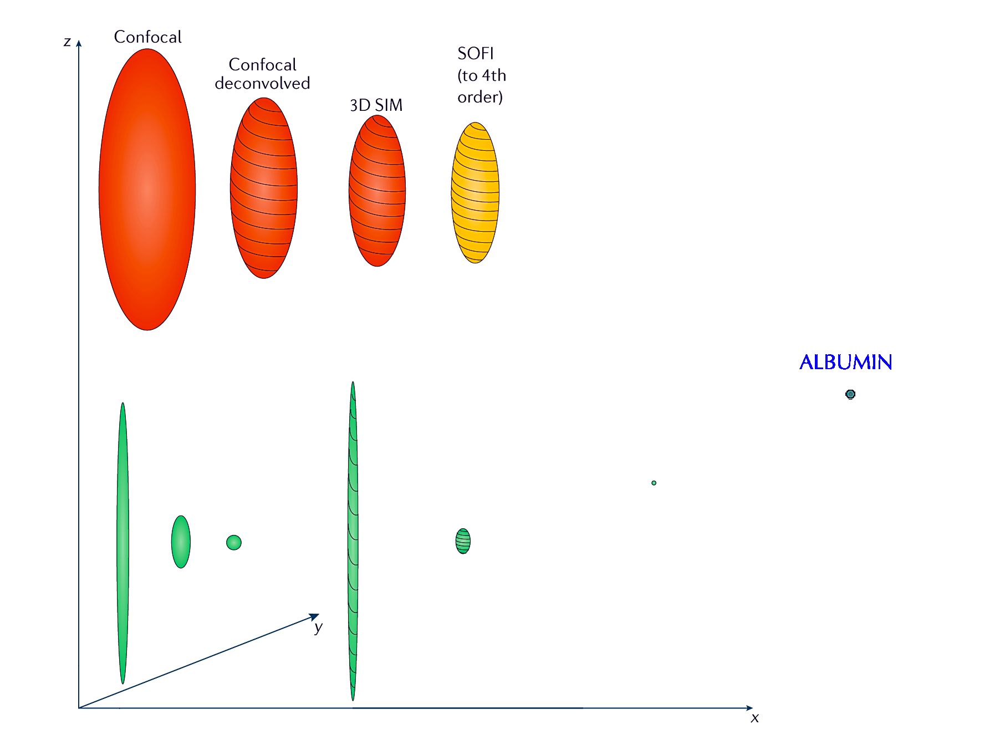 z
Confocal
Confocal
deconvolved
3D SIM
SOFI
(to 4th
order)
ALBUMIN
y
x